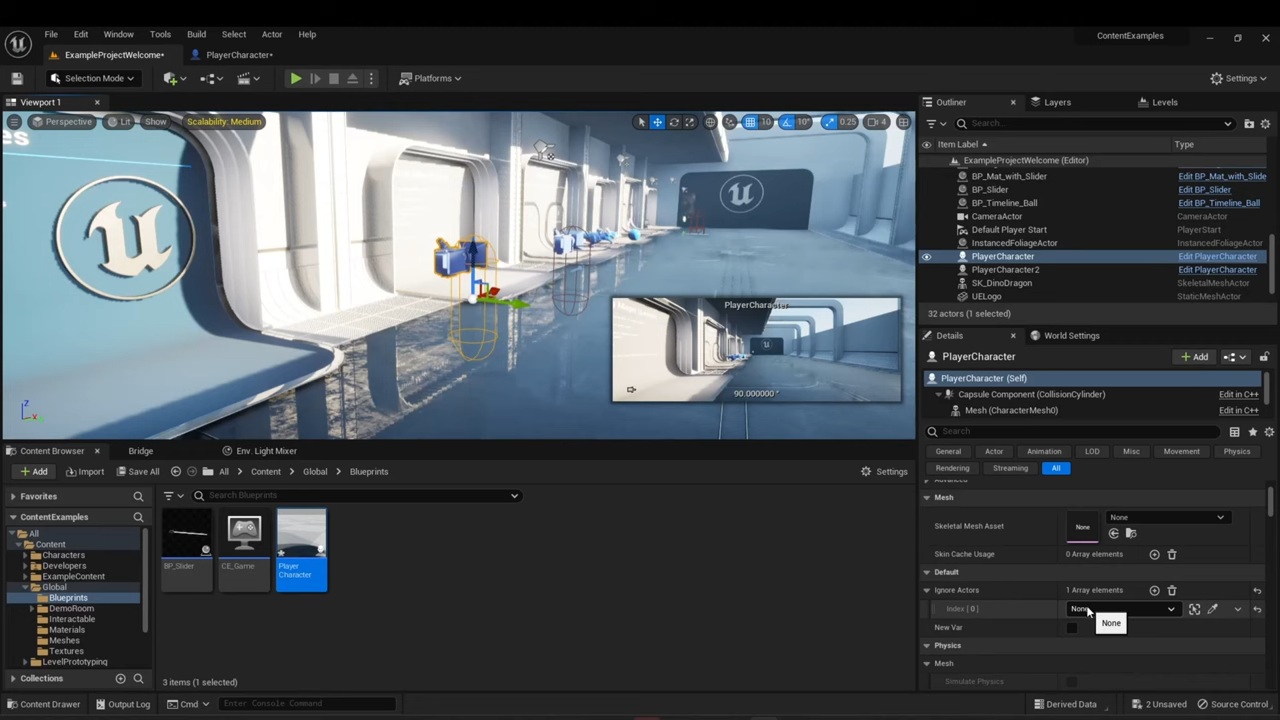 File Edit Window Tools Build Select Actor Help
ContentExamples
ExampleProjectWelcome•
PlayerCharacter•
Selection Mode
Platforms
Settings
Viewport 1
Perspective Lit Show Scalability: Medium
10 10° 0.25 4
es
PlayerCharacter
90.000000 °
Z
Outliner Layers Levels
Search...
Item Label Type
ExampleProjectWelcome (Editor)
BP_Mat_with_Slider Edit BP_Mat_with_Slide
BP_Slider Edit BP_Slider
BP_Timeline_Ball Edit BP_Timeline_Ball
CameraActor CameraActor
Default Player Start PlayerStart
InstancedFoliageActor InstancedFoliageActor
PlayerCharacter Edit PlayerCharacter
PlayerCharacter2 Edit PlayerCharacter
SK_DinoDragon SkeletalMeshActor
UELogo StaticMeshActor
32 actors (1 selected)
Details World Settings
PlayerCharacter Add
PlayerCharacter (Self)
Capsule Component (CollisionCylinder) Edit in C++
Mesh (CharacterMesh0) Edit in C++
Search
General Actor Animation LOD Misc Movement Physics
Rendering Streaming All
Advanced
Mesh
Skeletal Mesh Asset None None
Skin Cache Usage 0 Array elements
Default
Ignore Actors 1 Array elements
Index [ 0 ] None
None
New Var
Physics
Mesh
Simulate Physics
Content Browser Bridge Env. Light Mixer
Add Import Save All All Content Global Blueprints Settings
Favorites
ContentExamples
All
Content
Characters
Developers
ExampleContent
Global
Blueprints
DemoRoom
Interactable
Materials
Meshes
Textures
LevelPrototyping
Collections
Search Blueprints
BP_Slider
CE_Game
Player
Character
3 items (1 selected)
Content Drawer Output Log Cmd Enter Console Command
Derived Data 2 Unsaved Source Control